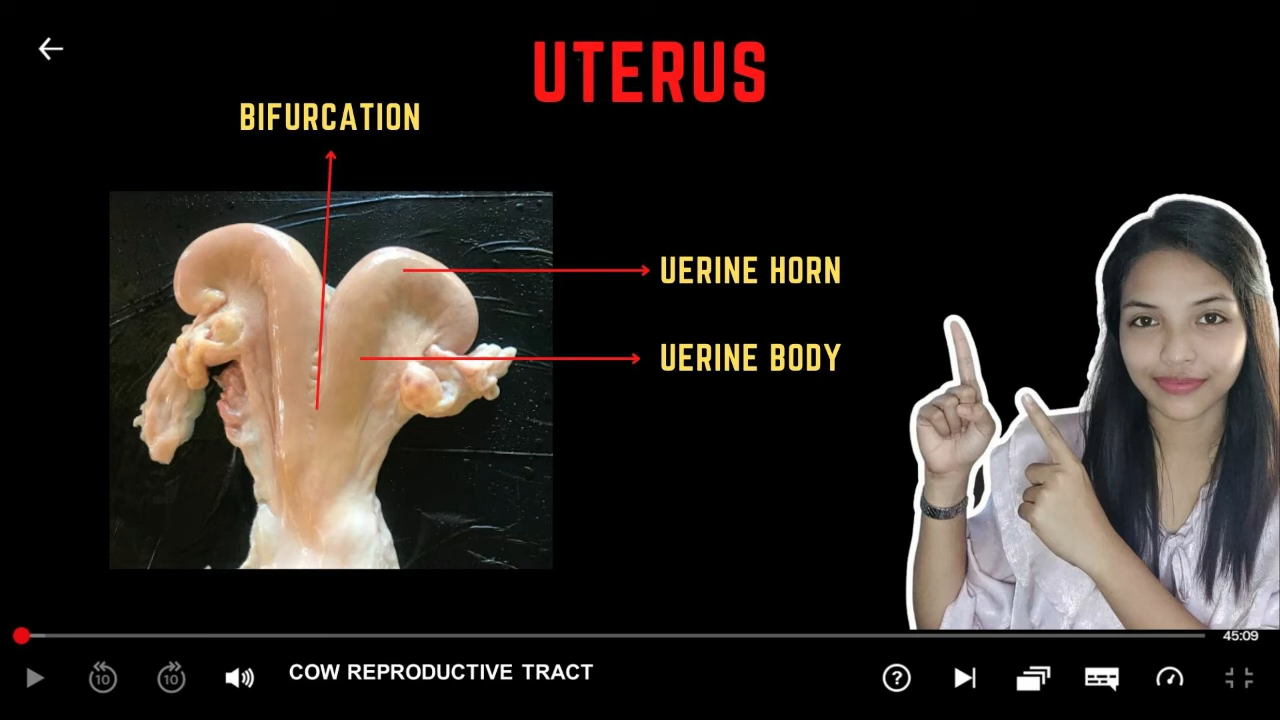 UTERUS
BIFURCATION
UERINE HORN
UERINE BODY
45:09
10
10
COW REPRODUCTIVE TRACT
?